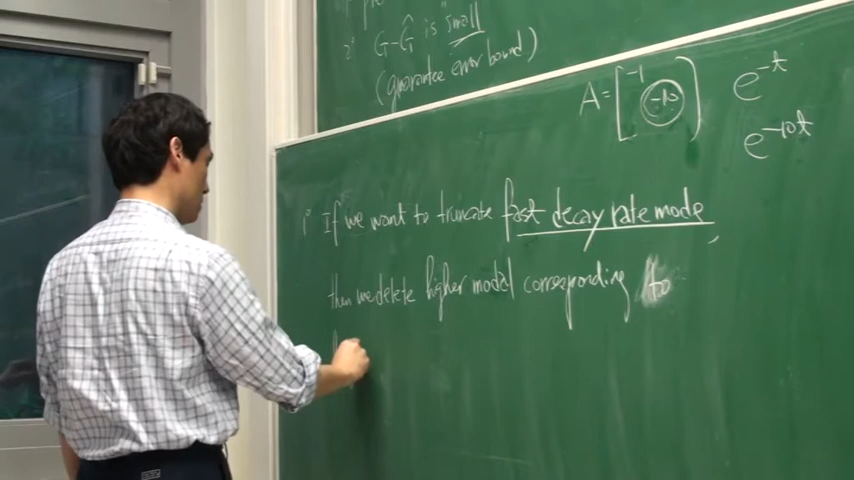 2° G-Ĝ is small
(guarantee error bound)
A= [-1 -10] e^-t
e^-10t
1° If we want to truncate fast decay rate mode,
then we delete higher model corresponding to